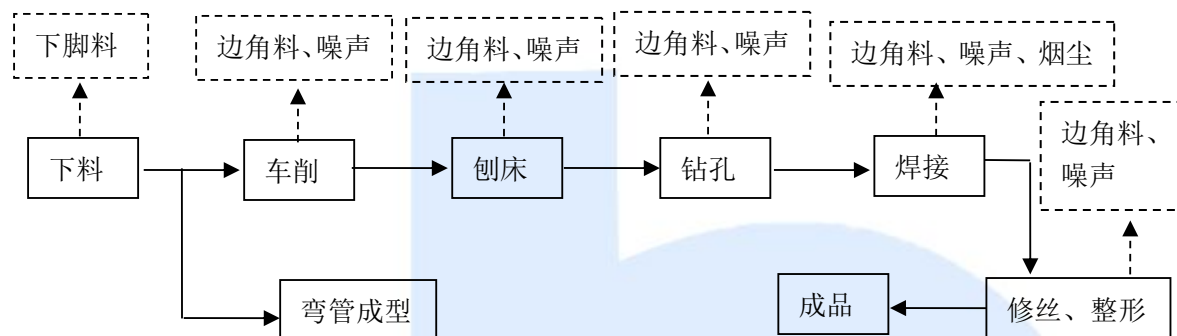 下脚料
边角料、噪声
边角料、噪声
边角料、噪声
边角料、噪声、烟尘
边角料、
噪声
下料
车削
刨床
钻孔
焊接
弯管成型
成品
修丝、整形